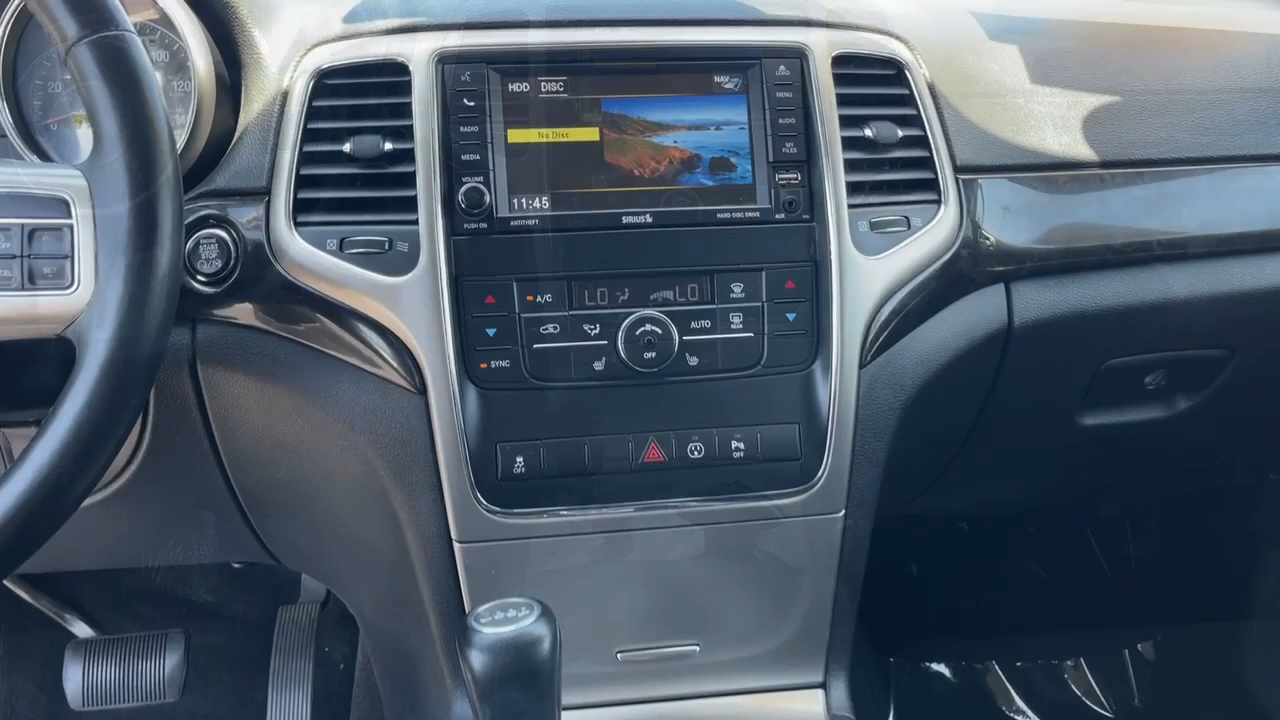 20
100
120
HDD DISC
NAV
No Disc
11:45
RADIO
MEDIA
VOLUME
PUSH ON
ANTITHEFT
SIRIUS
HARD DISC DRIVE
LOAD
MENU
AUDIO
MY
FILES
AUX
ENGINE
START
STOP
OFF
A/C
LO
LO
FRONT
AUTO
REAR
SYNC
OFF
OFF
OFF